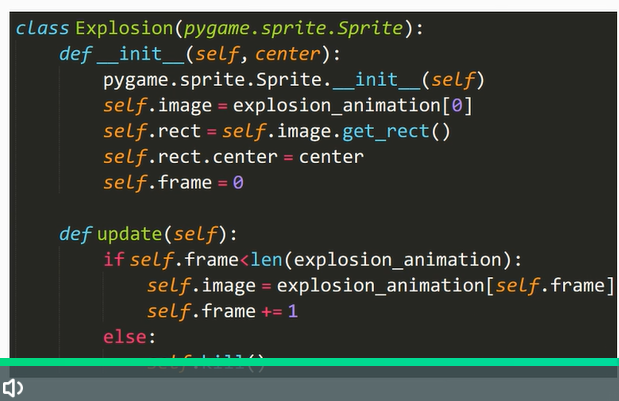 class Explosion(pygame.sprite.Sprite):
    def __init__(self, center):
        pygame.sprite.Sprite.__init__(self)
        self.image = explosion_animation[0]
        self.rect = self.image.get_rect()
        self.rect.center = center
        self.frame = 0
    def update(self):
        if self.frame<len(explosion_animation):
            self.image = explosion_animation[self.frame]
            self.frame += 1
        else:
            self.kill()